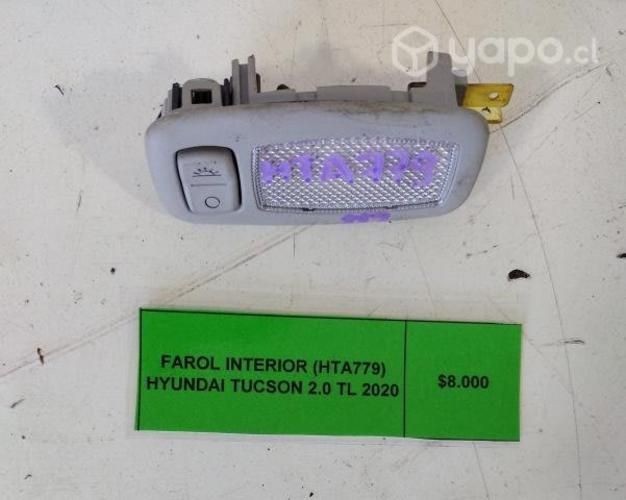 yapo.cl
HTA779
FAROL INTERIOR (HTA779)
HYUNDAI TUCSON 2.0 TL 2020
$8.000